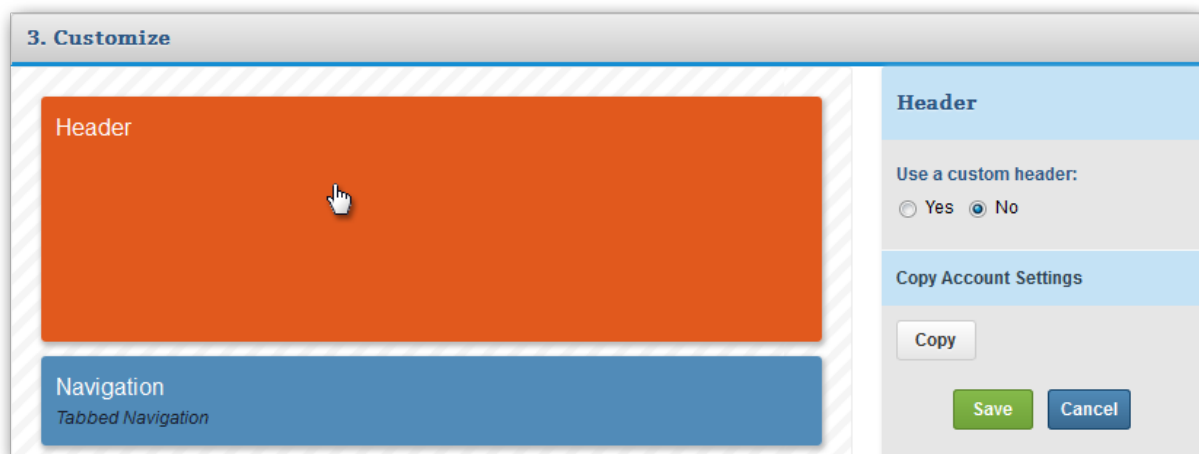 3. Customize
Header
Navigation
Tabbed Navigation
Header
Use a custom header:
Yes No
Copy Account Settings
Copy
Save Cancel